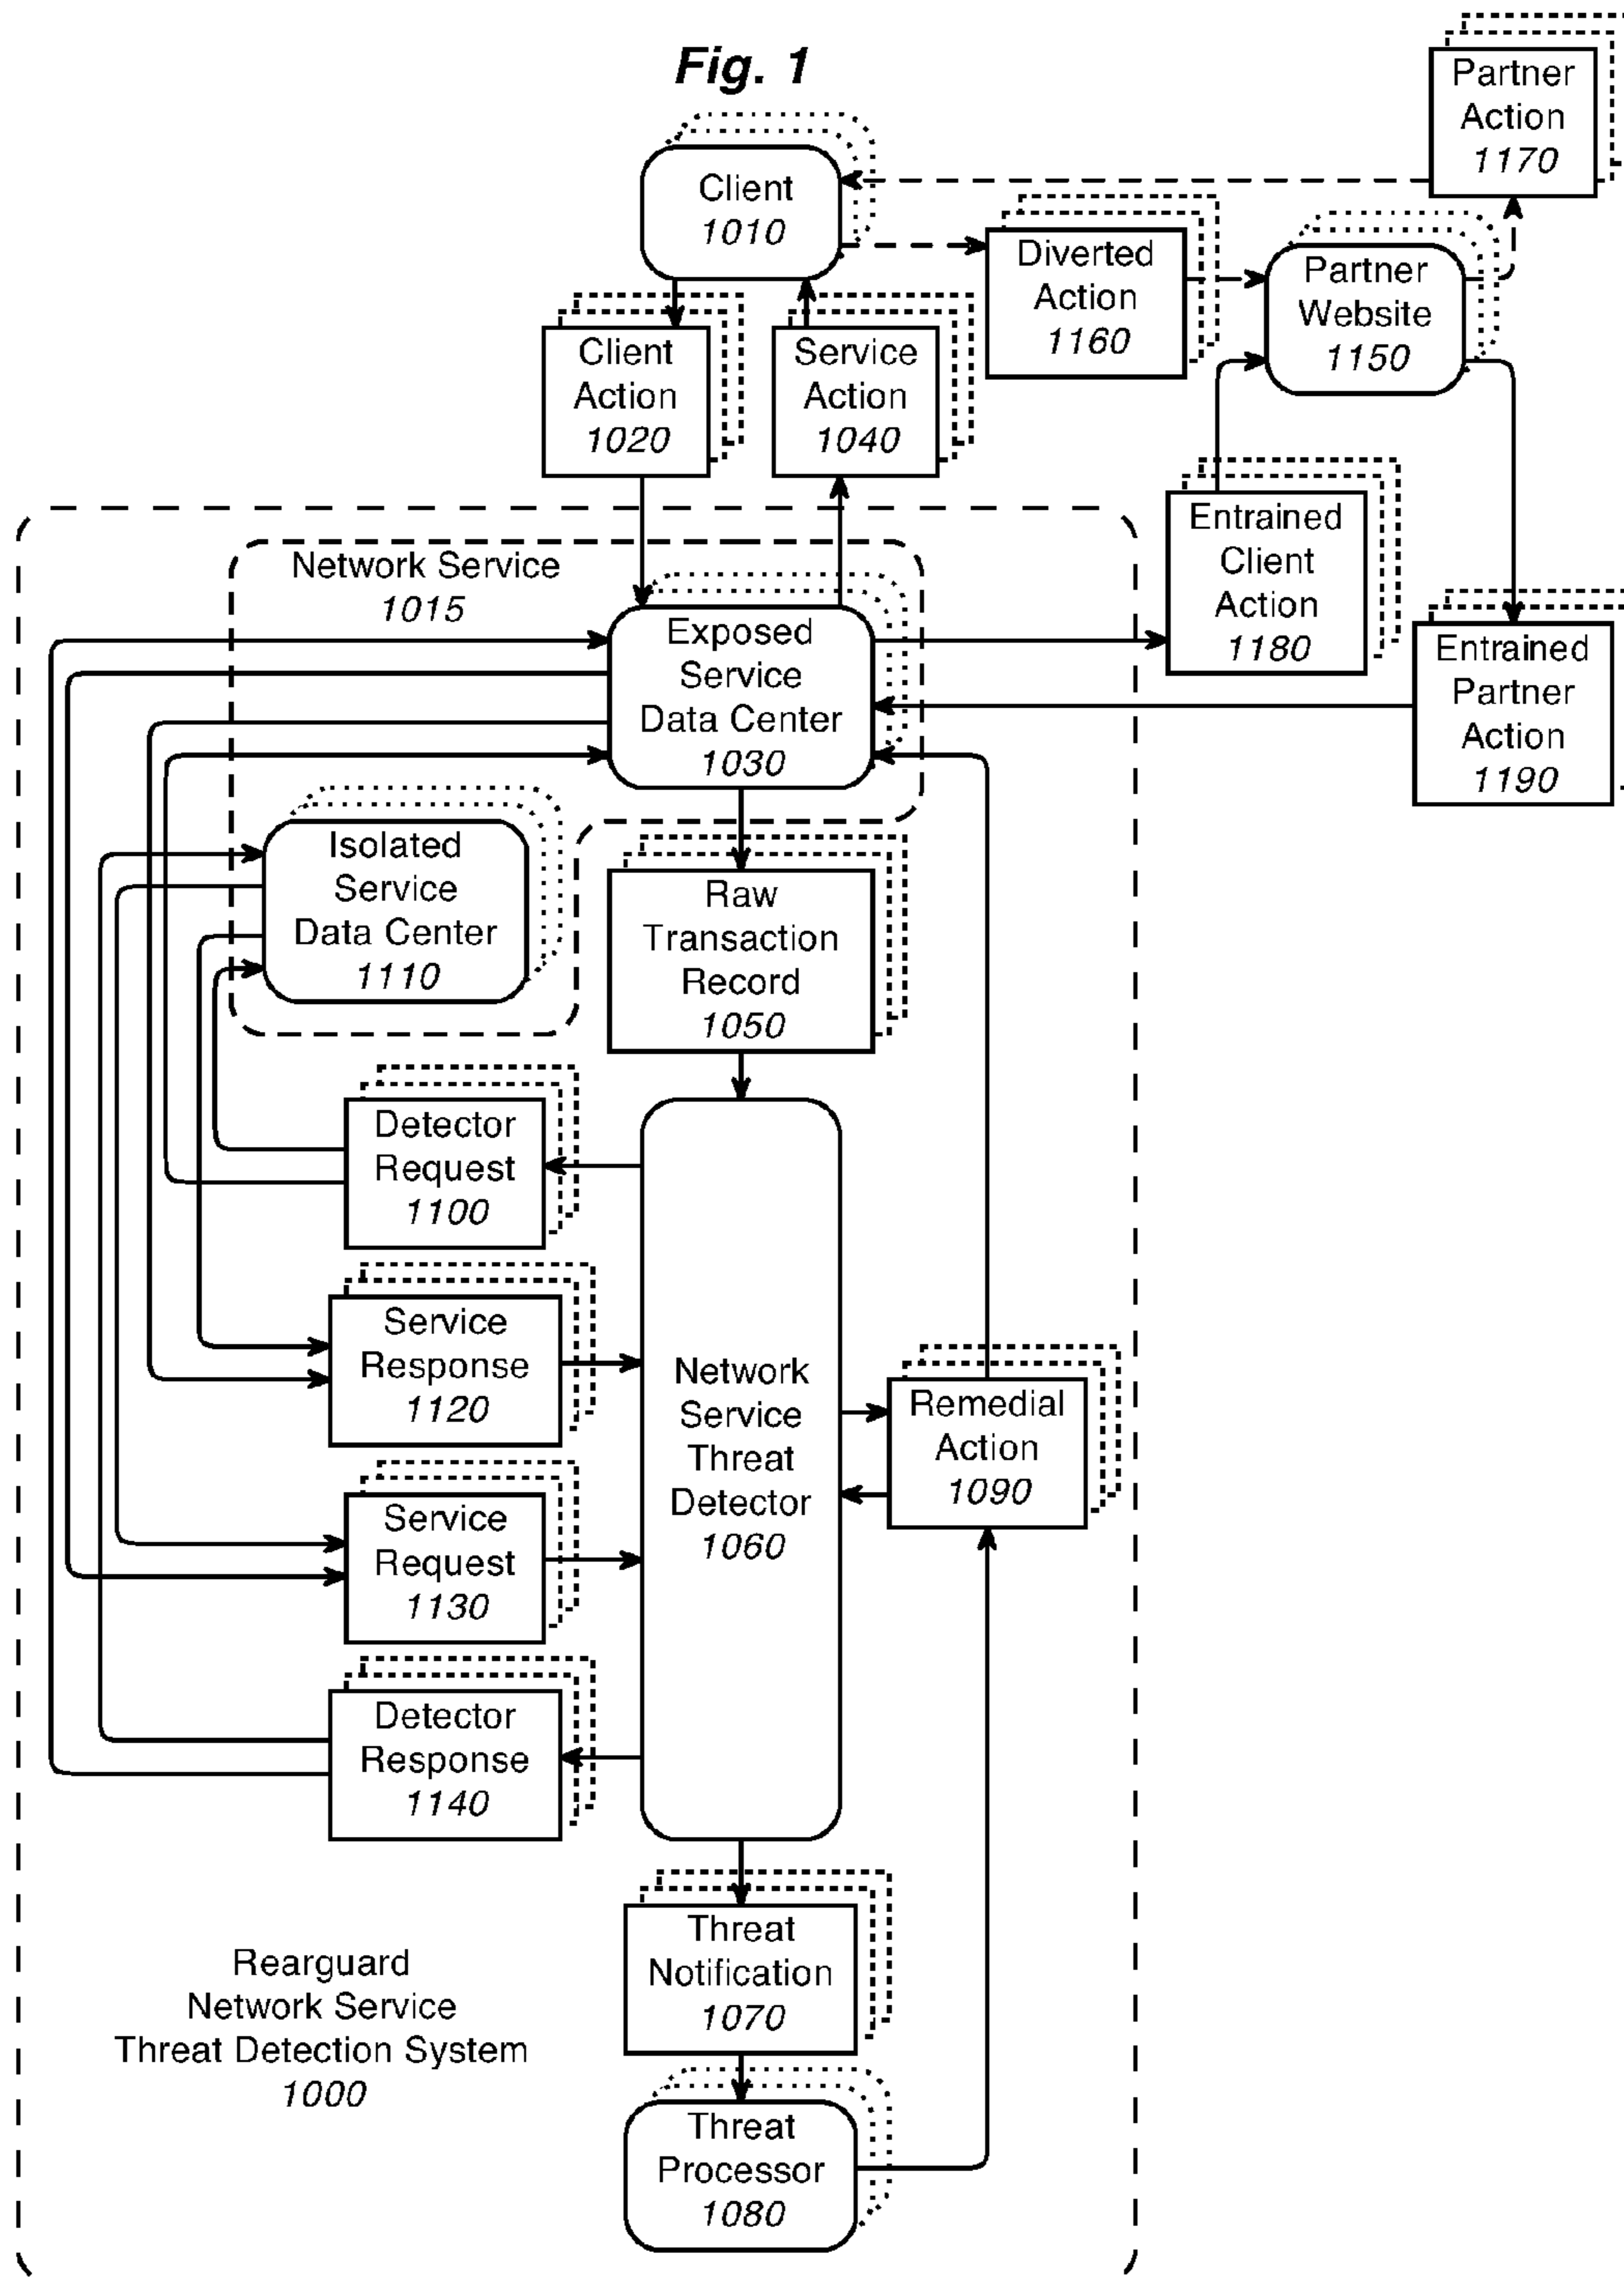 Fig. 1
Partner
Action
1170
Client
1010
Diverted
Action
1160
Partner
Website
1150
Client
Action
1020
Service
Action
1040
Entrained
Client
Action
1180
Network Service
1015
Exposed
Service
Data Center
1030
Entrained
Partner
Action
1190
Isolated
Service
Data Center
1110
Raw
Transaction
Record
1050
Detector
Request
1100
Service
Response
1120
Network
Service
Threat
Detector
1060
Remedial
Action
1090
Service
Request
1130
Detector
Response
1140
Threat
Notification
1070
Rearguard
Network Service
Threat Detection System
1000
Threat
Processor
1080